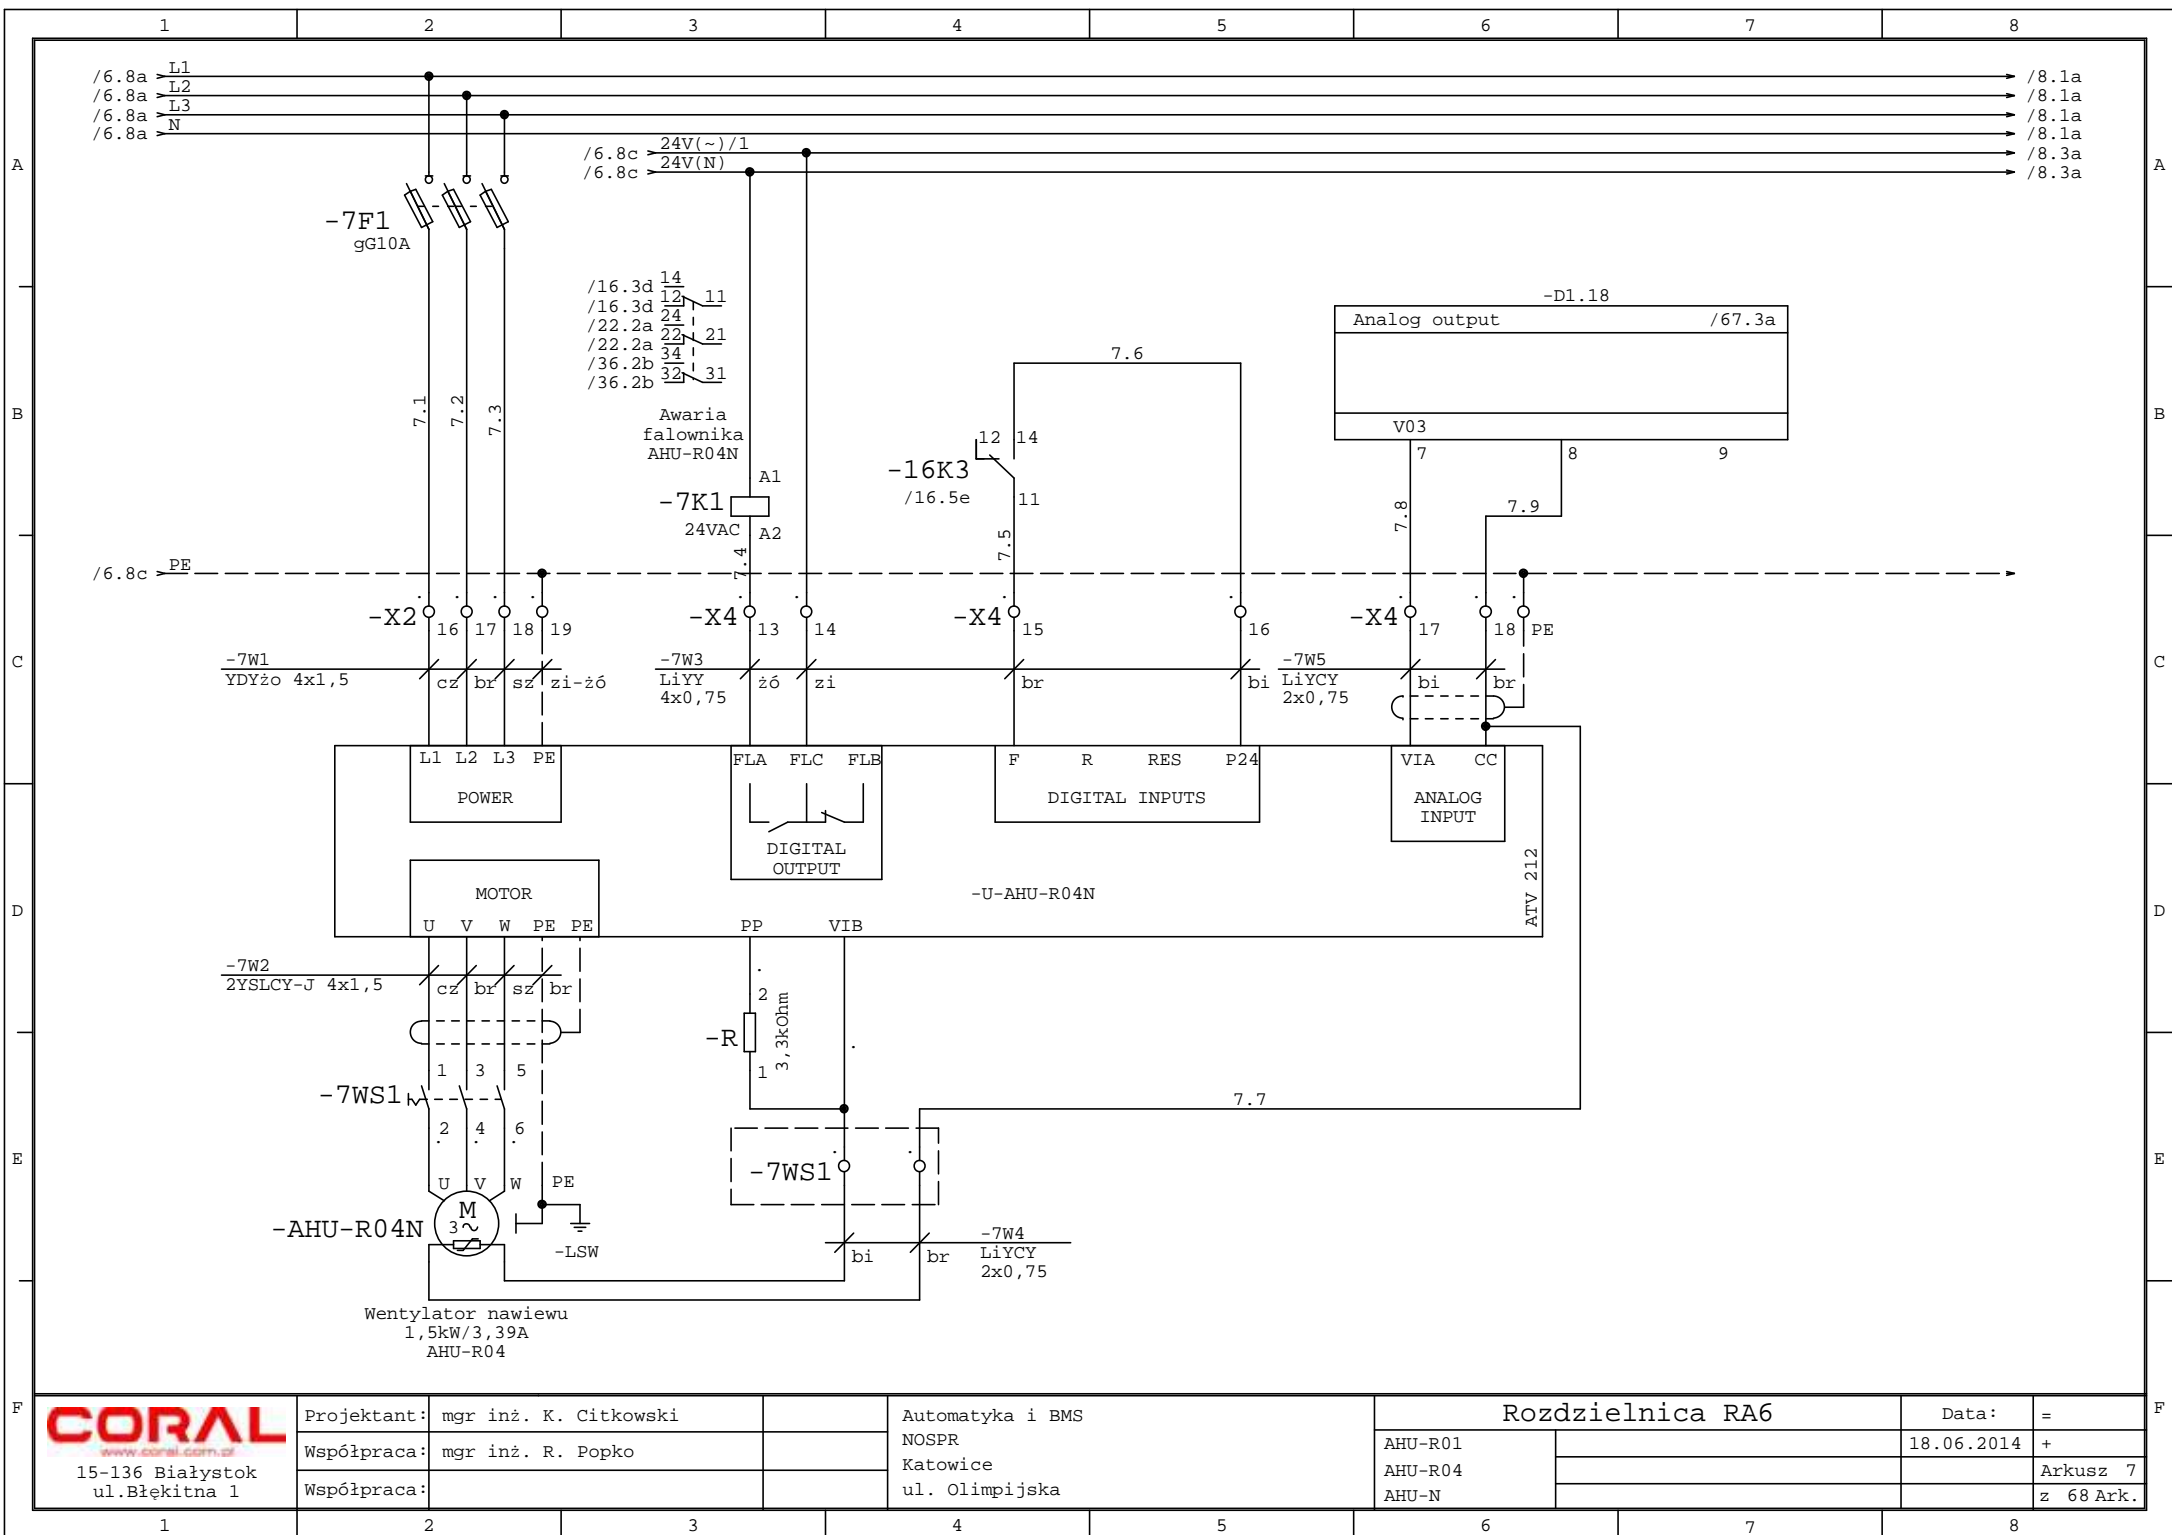 1 2 3 4 5 6 7 8
/6.8a L1 /8.1a
/6.8a L2 /8.1a
/6.8a L3 /8.1a
/6.8a N /8.1a
/6.8c 24V(~)/1 /8.3a
/6.8c 24V(N) /8.3a
A A
-7F1
gG10A
/16.3d 14
/16.3d 12 11
/22.2a 24
/22.2a 22 21
/36.2b 34
/36.2b 32 31
-D1.18
Analog output /67.3a
V03
7 8 9
7.6
B B
7.1 7.2 7.3
Awaria
falownika
AHU-R04N
A1
-7K1
24VAC A2
7.4
12 14
-16K3
/16.5e 11
7.5
7.8 7.9
/6.8c PE
-X2 16 17 18 19
-X4 13 14
-X4 15 16
-X4 17 18 PE
C C
-7W1
YDYżo 4x1,5 cz br sz zi-żó
-7W3
LiYY
4x0,75 żó zi br bi
-7W5
LiYCY
2x0,75 bi br
L1 L2 L3 PE
POWER
FLA FLC FLB
DIGITAL
OUTPUT
F R RES P24
DIGITAL INPUTS
VIA CC
ANALOG
INPUT
ATV 212
-U-AHU-R04N
D D
MOTOR
U V W PE PE
PP VIB
-7W2
2YSLCY-J 4x1,5 cz br sz br
2
-R 3,3kOhm
1
1 3 5
-7WS1
2 4 6
7.7
-7WS1
E E
U V W PE
M
3~
-AHU-R04N
-LSW
bi br
-7W4
LiYCY
2x0,75
Wentylator nawiewu
1,5kW/3,39A
AHU-R04
F F
CORAL
www.coral.com.pl
15-136 Białystok
ul.Błękitna 1
Projektant: mgr inż. K. Citkowski
Współpraca: mgr inż. R. Popko
Współpraca:
Automatyka i BMS
NOSPR
Katowice
ul. Olimpijska
Rozdzielnica RA6
AHU-R01
AHU-R04
AHU-N
Data: =
18.06.2014 +
Arkusz 7
z 68 Ark.
1 2 3 4 5 6 7 8